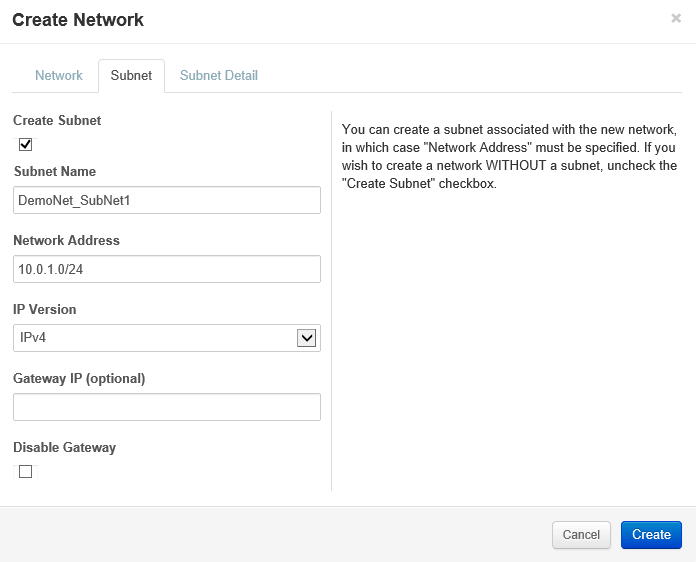 Create Network
×
Network
Subnet
Subnet Detail
Create Subnet
Subnet Name
DemoNet_SubNet1
Network Address
10.0.1.0/24
IP Version
IPv4
Gateway IP (optional)
Disable Gateway
You can create a subnet associated with the new network,
in which case "Network Address" must be specified. If you
wish to create a network WITHOUT a subnet, uncheck the
"Create Subnet" checkbox.
Cancel
Create